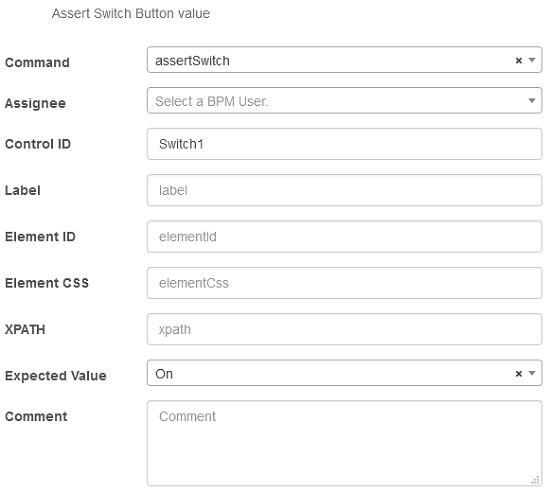 Assert Switch Button value
Command assertSwitch × 
Assignee Select a BPM User.
Control ID Switch1
Label label
Element ID elementId
Element CSS elementCss
XPATH xpath
Expected Value On ×
Comment Comment